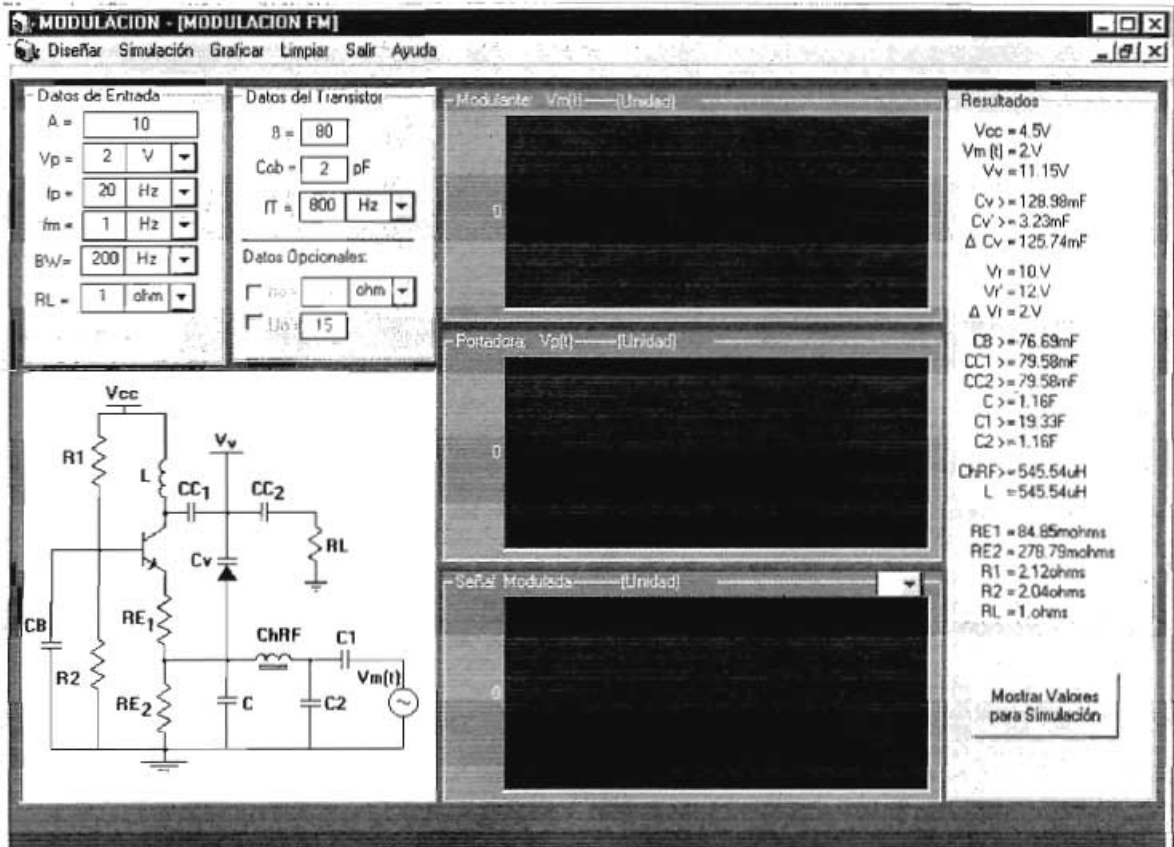 MODULACION - [MODULACION FM]
Diseñar Simulación Graficar Limpiar Salir Ayuda
Datos de Entrada
A = 10
Vp = 2 V
fp = 20 Hz
fm = 1 Hz
BW= 200 Hz
RL = 1 ohm
Datos del Transistor
B = 80
Cob = 2 pF
fT = 800 Hz
Datos Opcionales:
ohm
15
Modulante: Vm(t)-----(Unidad)
0
Portadora: Vp(t)-----(Unidad)
0
Señal Modulada-----(Unidad)
0
Resultados
Vcc =4.5V
Vm (t) =2.V
Vv =11.15V
Cv >=128.98mF
Cv' >=3.23mF
Δ Cv =125.74mF
Vr =10.V
Vr' =12.V
Δ Vr =2.V
CB >=76.69mF
CC1 >=79.58mF
CC2 >=79.58mF
C >=1.16F
C1 >=19.33F
C2 >=1.16F
ChRF>=545.54uH
L =545.54uH
RE1 =84.85mohms
RE2 =278.79mohms
R1 =2.12ohms
R2 =2.04ohms
RL =1.ohms
Mostrar Valores
para Simulación
Vcc
R1
L
Vv
CC1
CC2
RL
Cv
CB
RE1
ChRF
C1
Vm(t)
R2
RE2
C
C2